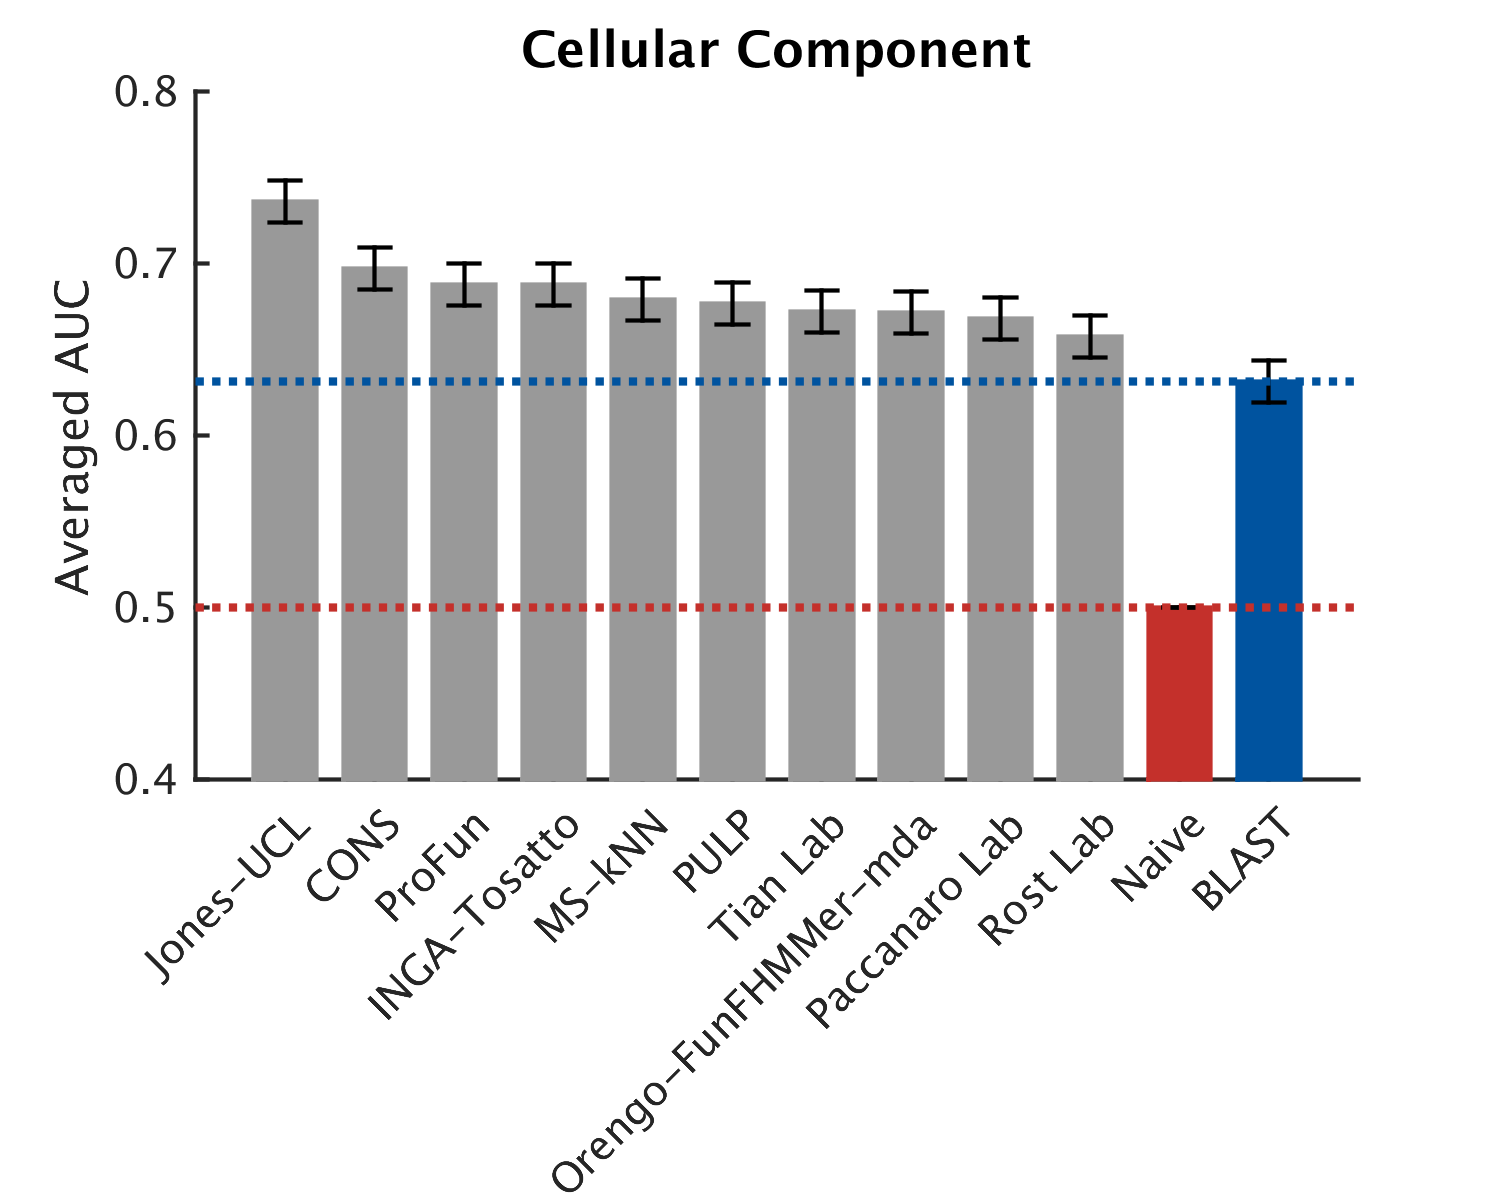 Cellular Component
Averaged AUC
0.8
0.7
0.6
0.5
0.4
Jones-UCL
CONS
ProFun
INGA-Tosatto
MS-kNN
PULP
Tian Lab
Orengo-FunFHMMer-mda
Paccanaro Lab
Rost Lab
Naive
BLAST